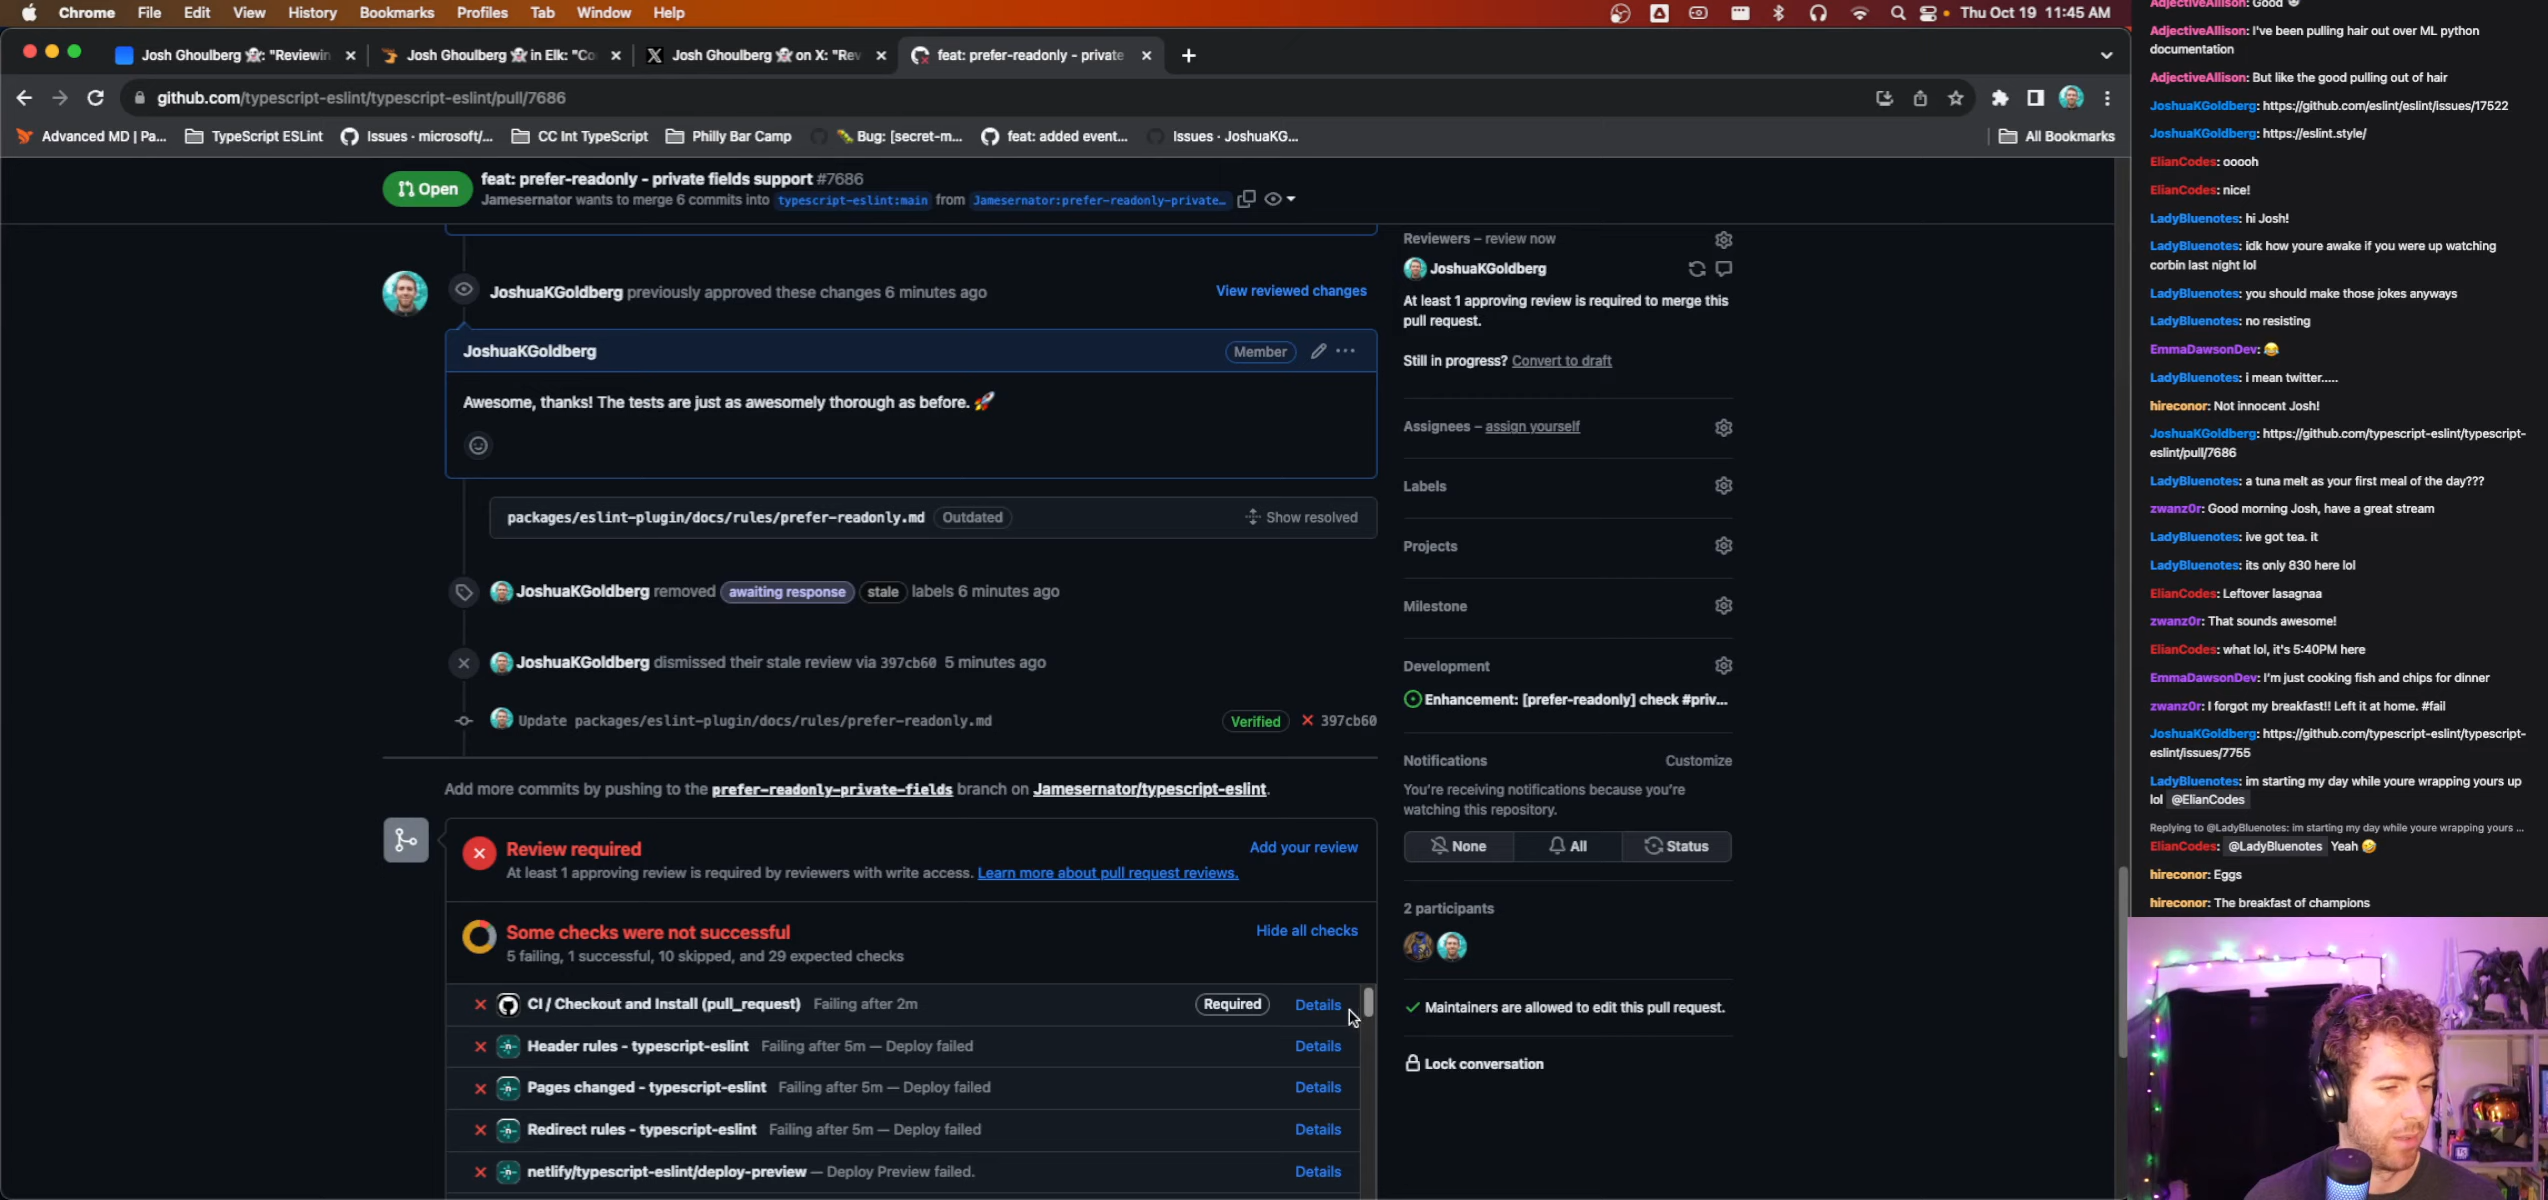 Chrome File Edit View History Bookmarks Profiles Tab Window Help
Thu Oct 19 11:45 AM
Josh Ghoulberg 👻: "Reviewin
Josh Ghoulberg 👻 in Elk: "Co
Josh Ghoulberg 👻 on X: "Rev
feat: prefer-readonly - private
github.com/typescript-eslint/typescript-eslint/pull/7686
Advanced MD | Pa...
TypeScript ESLint
Issues · microsoft/...
CC Int TypeScript
Philly Bar Camp
🐛 Bug: [secret-m...
feat: added event...
Issues · JoshuaKG...
All Bookmarks
Open
feat: prefer-readonly - private fields support #7686
Jamesernator wants to merge 6 commits into typescript-eslint:main from Jamesernator:prefer-readonly-private…
JoshuaKGoldberg previously approved these changes 6 minutes ago
View reviewed changes
JoshuaKGoldberg
Member
Awesome, thanks! The tests are just as awesomely thorough as before. 🚀
packages/eslint-plugin/docs/rules/prefer-readonly.md Outdated
Show resolved
JoshuaKGoldberg removed awaiting response stale labels 6 minutes ago
JoshuaKGoldberg dismissed their stale review via 397cb60 5 minutes ago
Update packages/eslint-plugin/docs/rules/prefer-readonly.md
Verified
397cb60
Add more commits by pushing to the prefer-readonly-private-fields branch on Jamesernator/typescript-eslint.
Review required
Add your review
At least 1 approving review is required by reviewers with write access. Learn more about pull request reviews.
Some checks were not successful
Hide all checks
5 failing, 1 successful, 10 skipped, and 29 expected checks
CI / Checkout and Install (pull_request) Failing after 2m
Required
Details
Header rules - typescript-eslint Failing after 5m — Deploy failed
Details
Pages changed - typescript-eslint Failing after 5m — Deploy failed
Details
Redirect rules - typescript-eslint Failing after 5m — Deploy failed
Details
netlify/typescript-eslint/deploy-preview — Deploy Preview failed.
Details
Reviewers – review now
JoshuaKGoldberg
At least 1 approving review is required to merge this
pull request.
Still in progress? Convert to draft
Assignees – assign yourself
Labels
Projects
Milestone
Development
Enhancement: [prefer-readonly] check #priv...
Notifications
Customize
You're receiving notifications because you're
watching this repository.
None
All
Status
2 participants
Maintainers are allowed to edit this pull request.
Lock conversation
AdjectiveAllison: Good
AdjectiveAllison: I've been pulling hair out over ML python
documentation
AdjectiveAllison: But like the good pulling out of hair
JoshuaKGoldberg: https://github.com/eslint/eslint/issues/17522
JoshuaKGoldberg: https://eslint.style/
ElianCodes: ooooh
ElianCodes: nice!
LadyBluenotes: hi Josh!
LadyBluenotes: idk how youre awake if you were up watching
corbin last night lol
LadyBluenotes: you should make those jokes anyways
LadyBluenotes: no resisting
EmmaDawsonDev: 😂
LadyBluenotes: i mean twitter.....
hireconor: Not innocent Josh!
JoshuaKGoldberg: https://github.com/typescript-eslint/typescript-
eslint/pull/7686
LadyBluenotes: a tuna melt as your first meal of the day???
zwanz0r: Good morning Josh, have a great stream
LadyBluenotes: ive got tea. it
LadyBluenotes: its only 830 here lol
ElianCodes: Leftover lasagnaa
zwanz0r: That sounds awesome!
ElianCodes: what lol, it's 5:40PM here
EmmaDawsonDev: I'm just cooking fish and chips for dinner
zwanz0r: I forgot my breakfast!! Left it at home. #fail
JoshuaKGoldberg: https://github.com/typescript-eslint/typescript-
eslint/issues/7755
LadyBluenotes: im starting my day while youre wrapping yours up
lol @ElianCodes
Replying to @LadyBluenotes: im starting my day while youre wrapping yours ...
ElianCodes: @LadyBluenotes Yeah 🤣
hireconor: Eggs
hireconor: The breakfast of champions